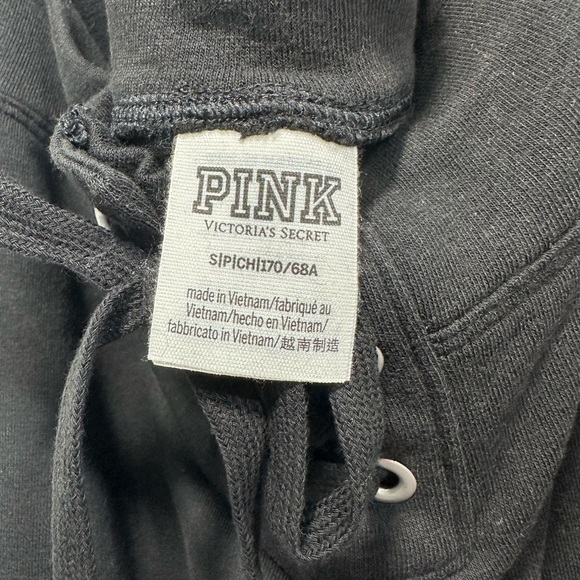 PINK
VICTORIA'S SECRET
S|P|CH|170/68A
made in Vietnam/fabriqué au
Vietnam/hecho en Vietnam/
fabbricato in Vietnam/越南制造